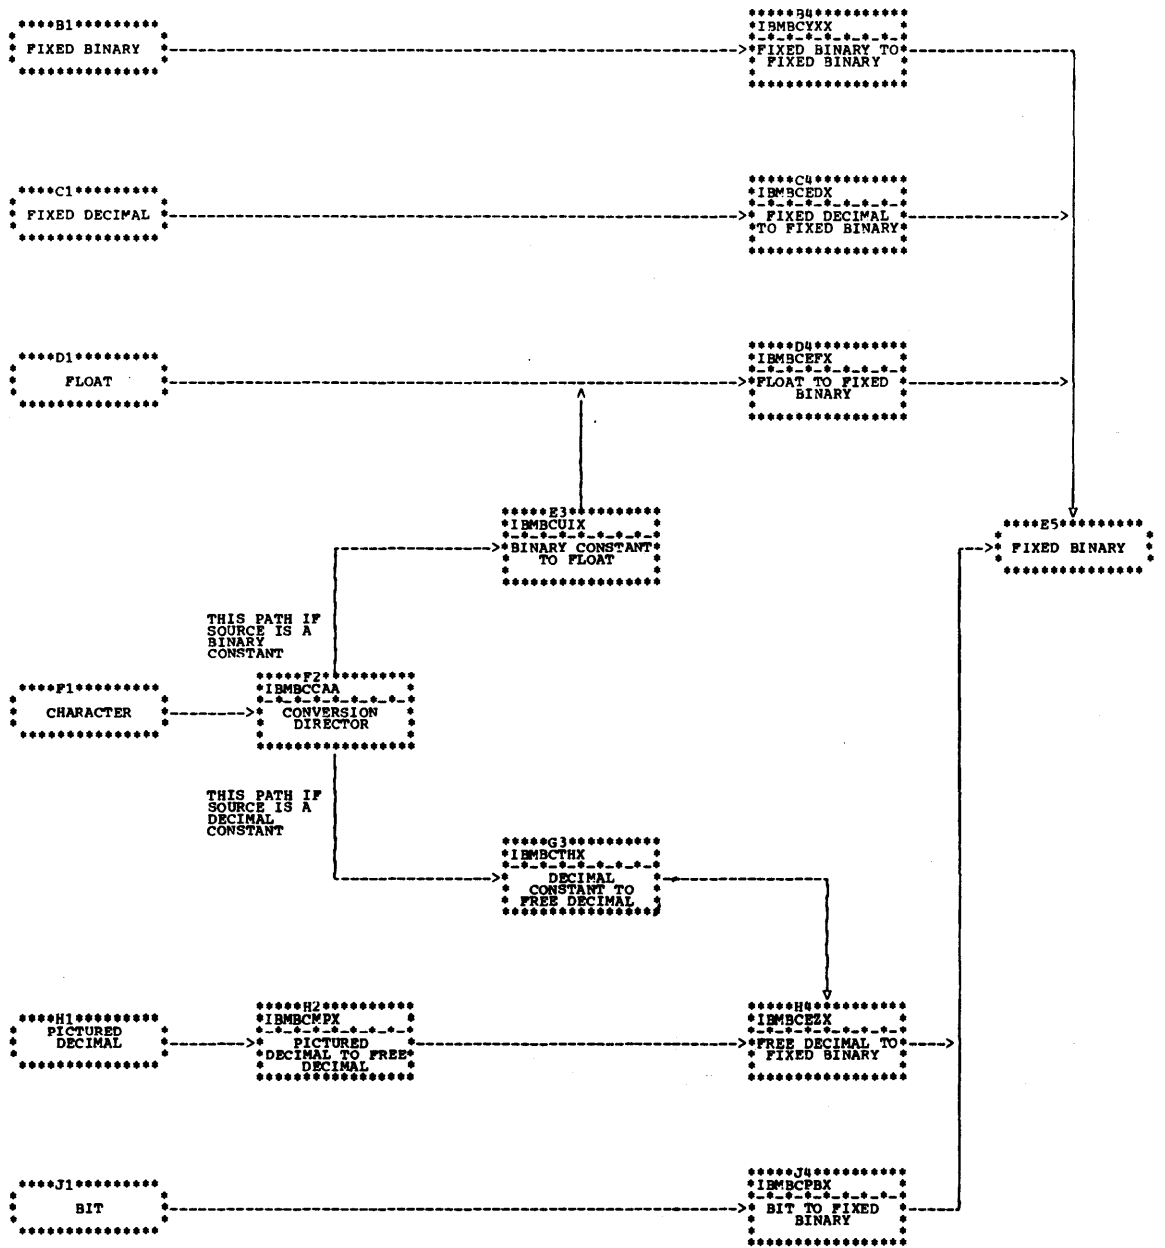 ****B1*********
FIXED BINARY
*****B4**********
IBMBCYXX
FIXED BINARY TO
FIXED BINARY
****C1*********
FIXED DECIMAL
*****C4**********
IBMBCEDX
FIXED DECIMAL
TO FIXED BINARY
****D1*********
FLOAT
*****D4**********
IBMBCEFX
FLOAT TO FIXED
BINARY
*****E3**********
IBMBCUIX
BINARY CONSTANT
TO FLOAT
****E5*********
FIXED BINARY
THIS PATH IF
SOURCE IS A
BINARY
CONSTANT
****F1*********
CHARACTER
*****F2**********
IBMBCCAA
CONVERSION
DIRECTOR
THIS PATH IF
SOURCE IS A
DECIMAL
CONSTANT
*****G3**********
IBMBCTHX
DECIMAL
CONSTANT TO
FREE DECIMAL
****H1*********
PICTURED
DECIMAL
*****H2**********
IBMBCMPX
PICTURED
DECIMAL TO FREE
DECIMAL
*****H4**********
IBMBCEZX
FREE DECIMAL TO
FIXED BINARY
****J1*********
BIT
*****J4**********
IBMBCPBX
BIT TO FIXED
BINARY